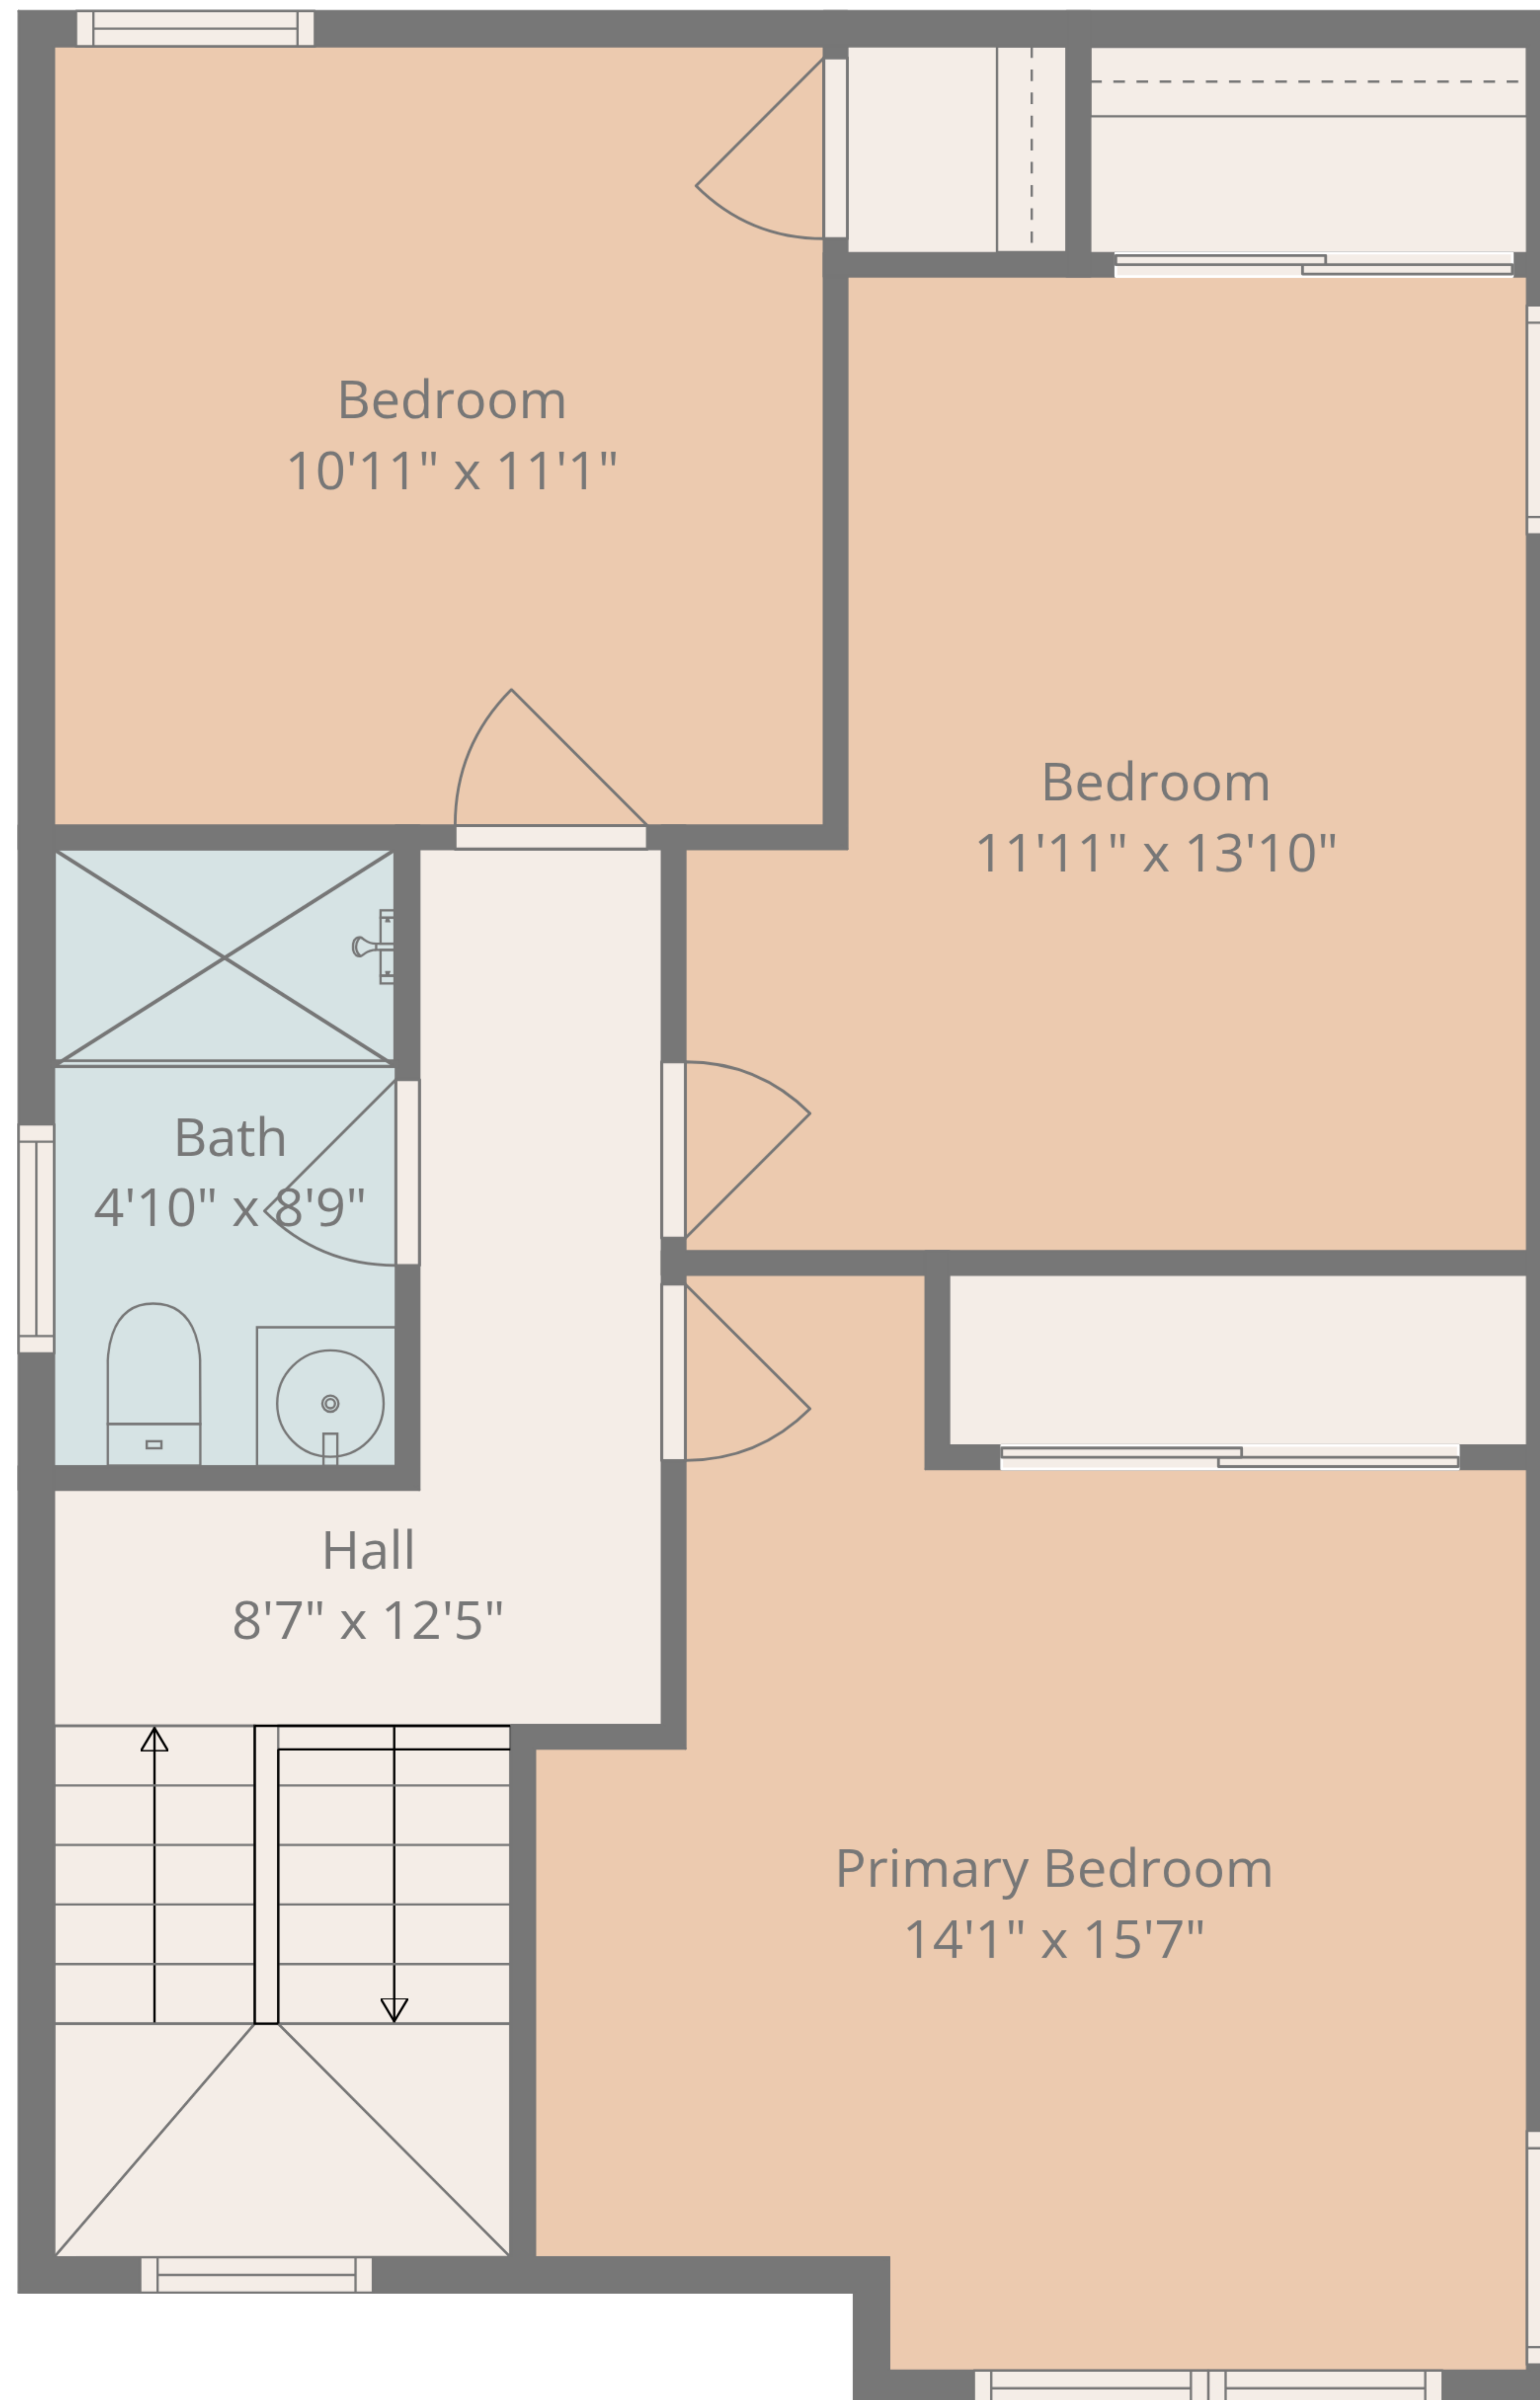 Bedroom
10'11" x 11'1"
Bedroom
11'11" x 13'10"
Bath
4'10" x 8'9"
Hall
8'7" x 12'5"
Primary Bedroom
14'1" x 15'7"